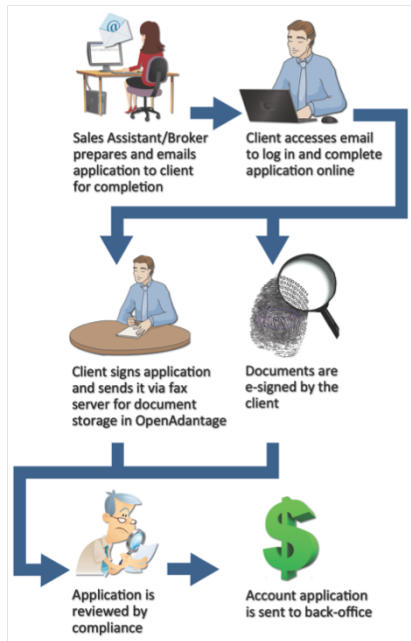 @
Sales Assistant/Broker
prepares and emails
application to client
for completion
Client accesses email
to log in and complete
application online
Client signs application
and sends it via fax
server for document
storage in OpenAdantage
Documents are
e-signed by the
client
$
Application is
reviewed by
compliance
Account application
is sent to back-office